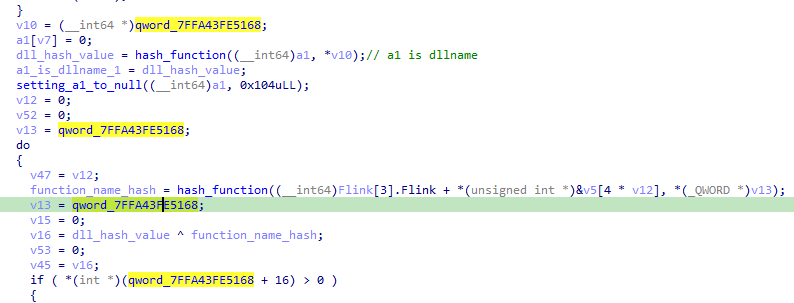 }
v10 = (__int64 *)qword_7FFA43FE5168;
a1[v7] = 0;
dll_hash_value = hash_function((__int64)a1, *v10);// a1 is dllname
a1_is_dllname_1 = dll_hash_value;
setting_a1_to_null((__int64)a1, 0x104uLL);
v12 = 0;
v52 = 0;
v13 = qword_7FFA43FE5168;
do
{
v47 = v12;
function_name_hash = hash_function((__int64)Flink[3].Flink + *(unsigned int *)&v5[4 * v12], *(_QWORD *)v13);
v13 = qword_7FFA43FE5168;
v15 = 0;
v16 = dll_hash_value ^ function_name_hash;
v53 = 0;
v45 = v16;
if ( *(int *)(qword_7FFA43FE5168 + 16) > 0 )
{